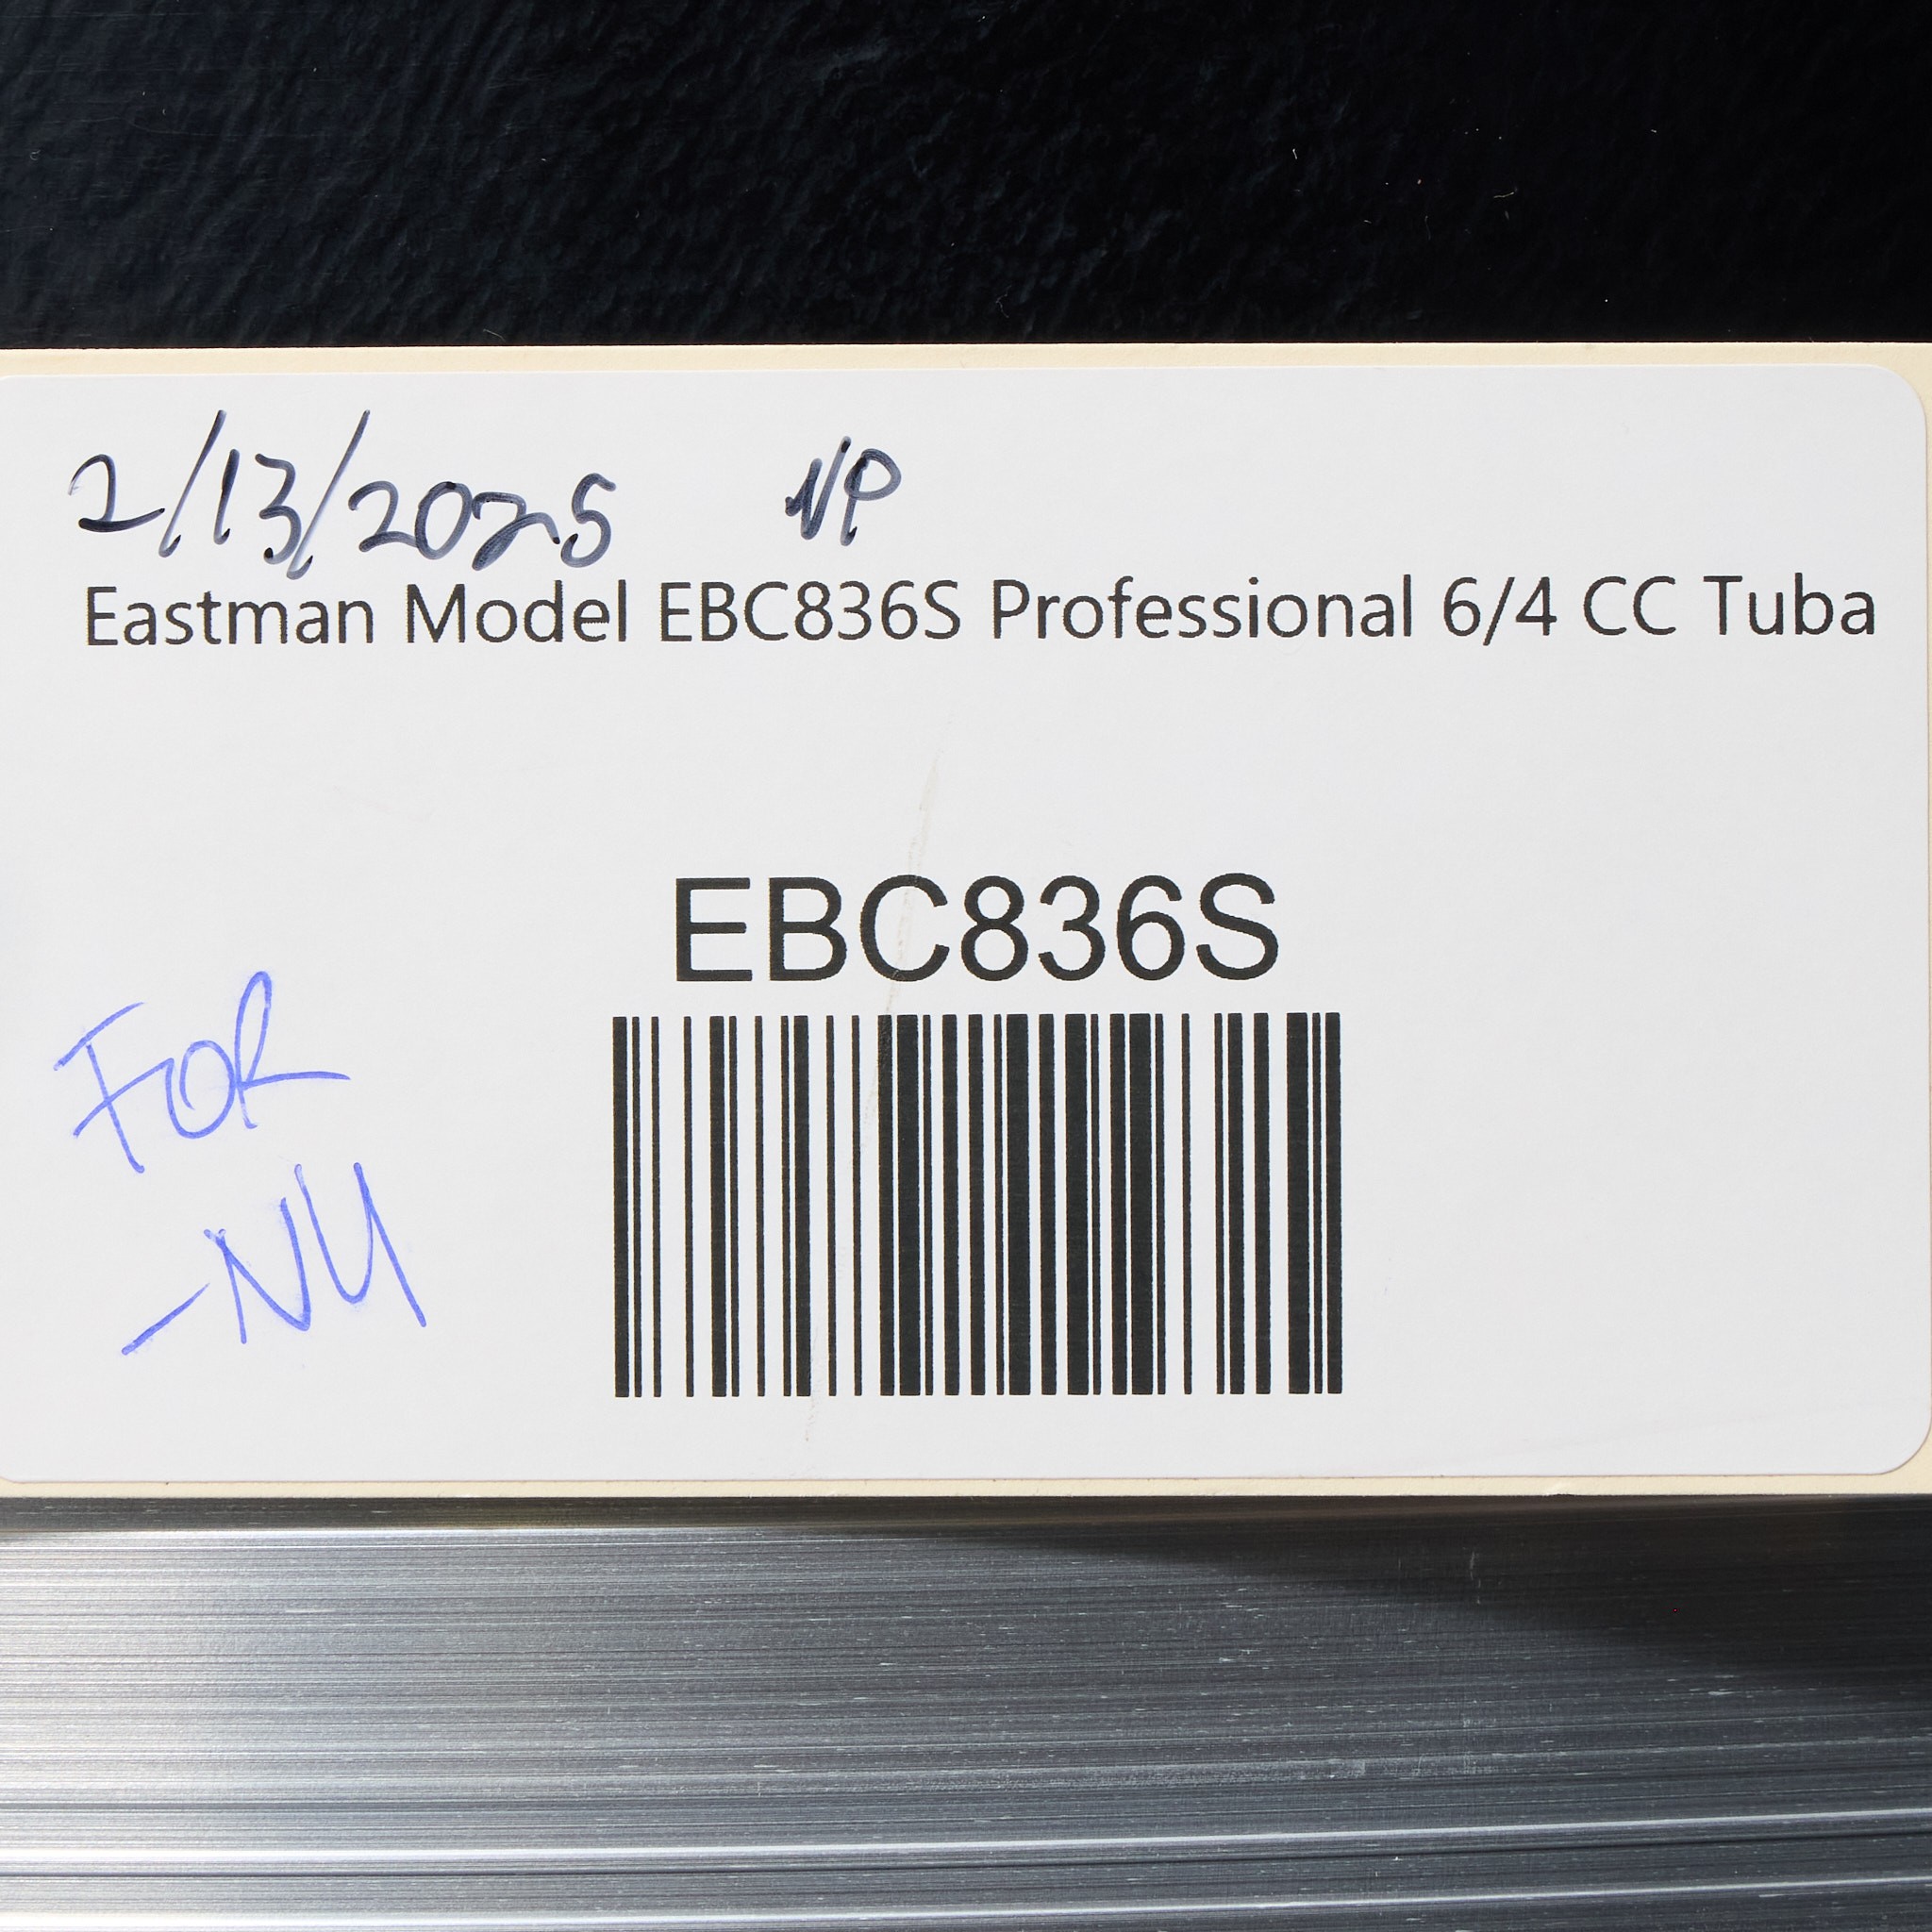 2/13/2025 NP
Eastman Model EBC836S Professional 6/4 CC Tuba
EBC836S
FOR
-NY